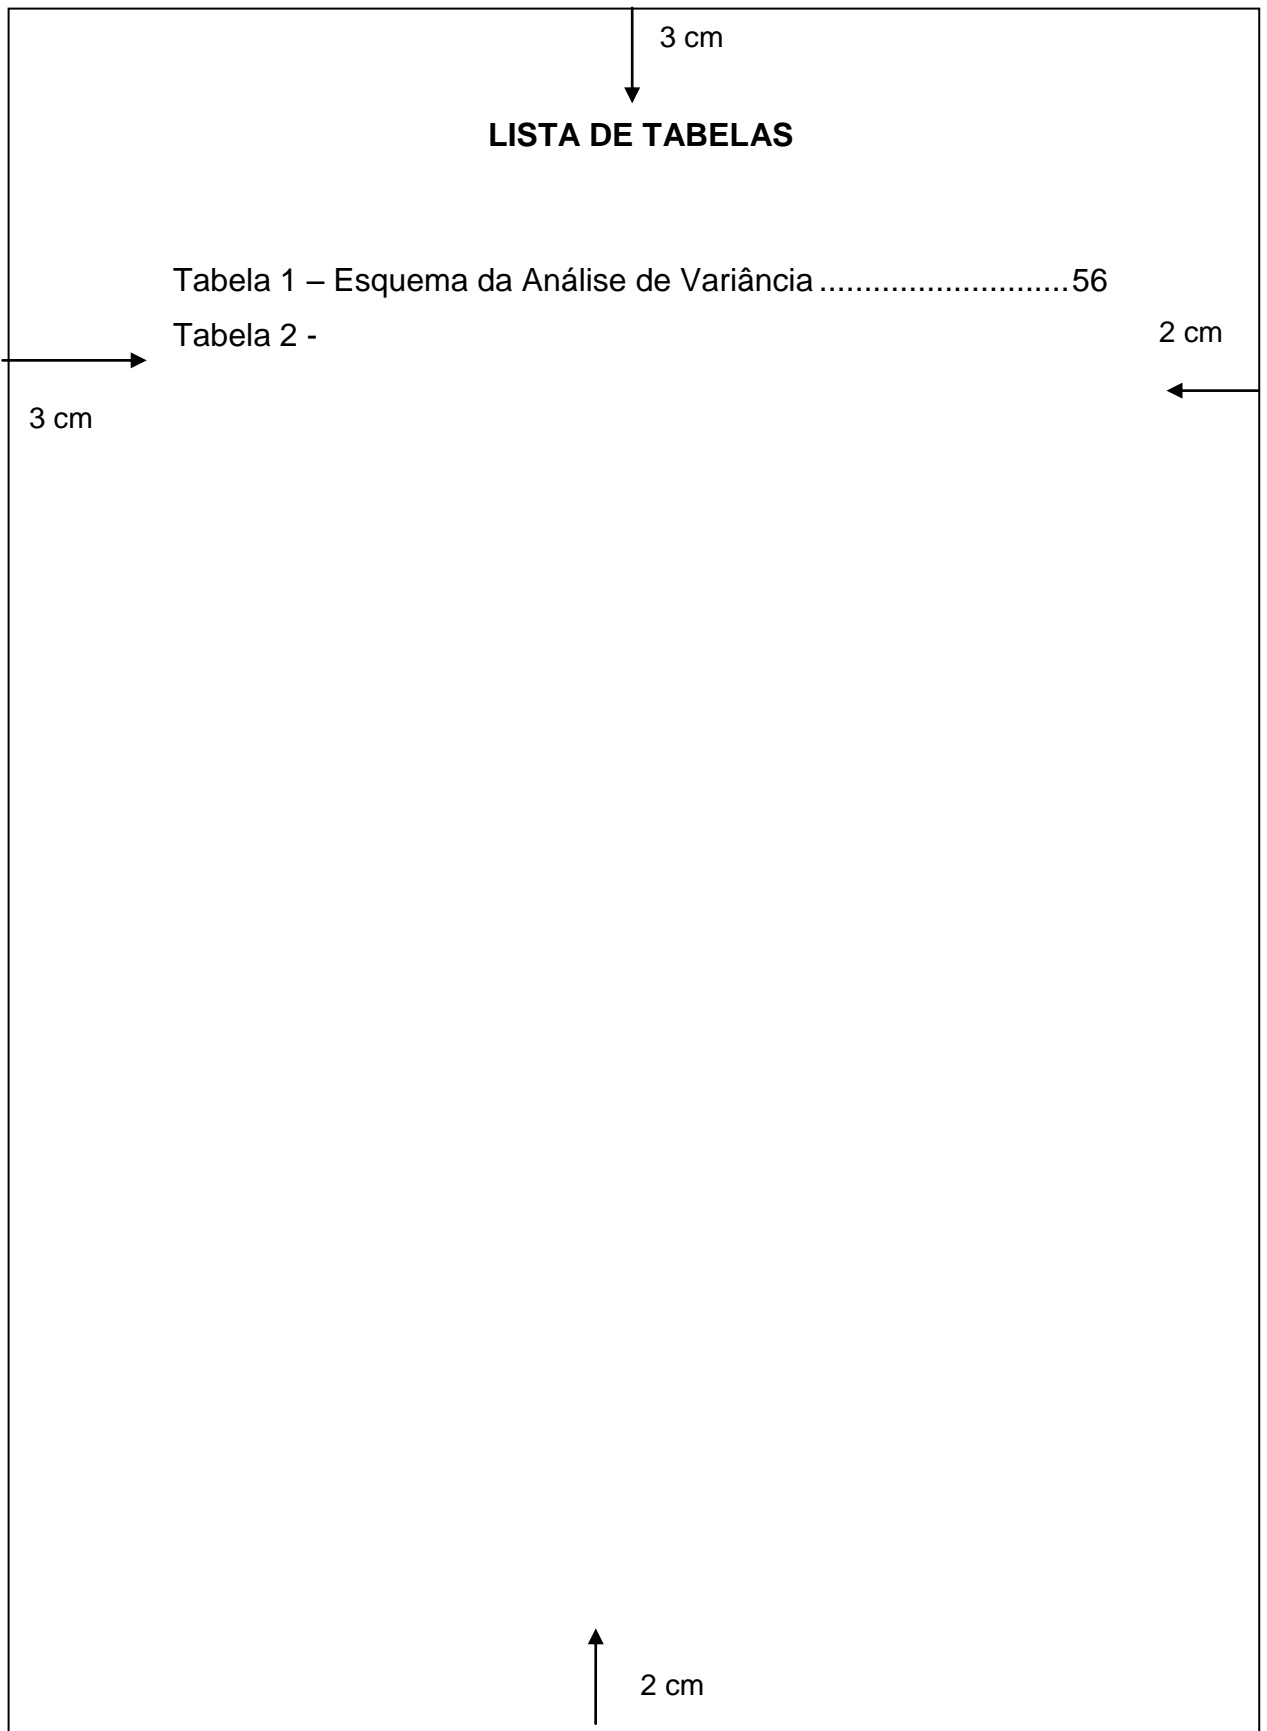 3 cm
LISTA DE TABELAS
Tabela 1 – Esquema da Análise de Variância............................56
Tabela 2 -
2 cm
3 cm
2 cm